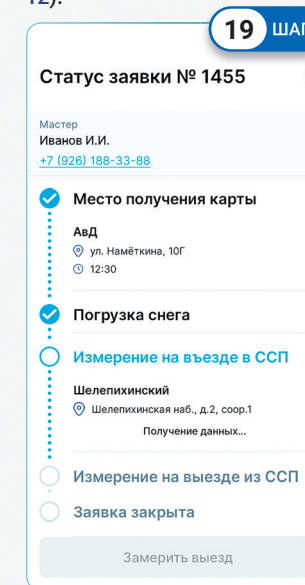 12).
19 ШАГ
Статус заявки № 1455
Мастер
Иванов И.И.
+7 (926) 188-33-88
Место получения карты
АвД
ул. Намёткина, 10Г
12:30
Погрузка снега
Измерение на въезде в ССП
Шелепихинский
Шелепихинская наб., д.2, соор.1
Получение данных...
Измерение на выезде из ССП
Заявка закрыта
Замерить выезд